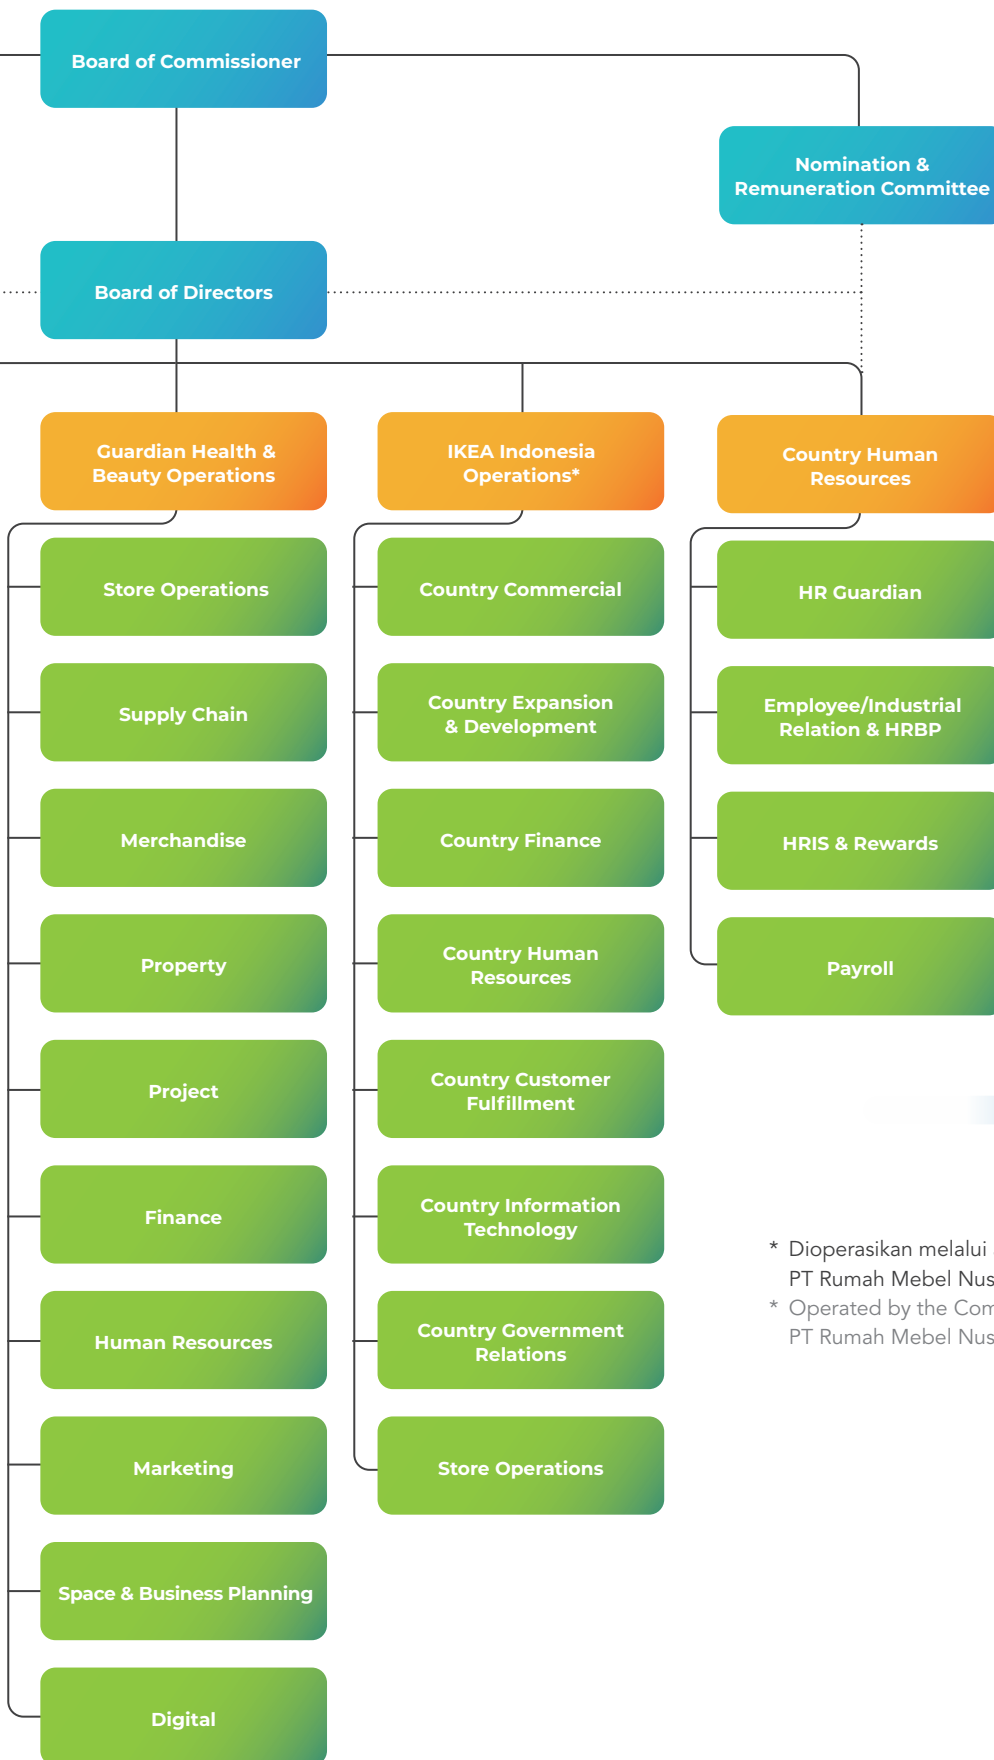 Board of Commissioner
Nomination &
Remuneration Committee
Board of Directors
Guardian Health &
Beauty Operations
Store Operations
Supply Chain
Merchandise
Property
Project
Finance
Human Resources
Marketing
Space & Business Planning
Digital
IKEA Indonesia
Operations*
Country Commercial
Country Expansion
& Development
Country Finance
Country Human
Resources
Country Customer
Fulfillment
Country Information
Technology
Country Government
Relations
Store Operations
Country Human
Resources
HR Guardian
Employee/Industrial
Relation & HRBP
HRIS & Rewards
Payroll
* Dioperasikan melalui
PT Rumah Mebel
* Operated by the
PT Rumah Mebel